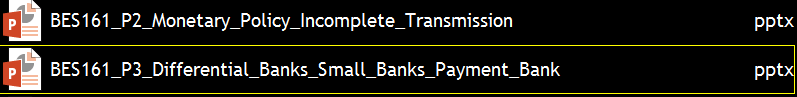 P BES161_P2_Monetary_Policy_Incomplete_Transmission pptx
P BES161_P3_Differential_Banks_Small_Banks_Payment_Bank pptx